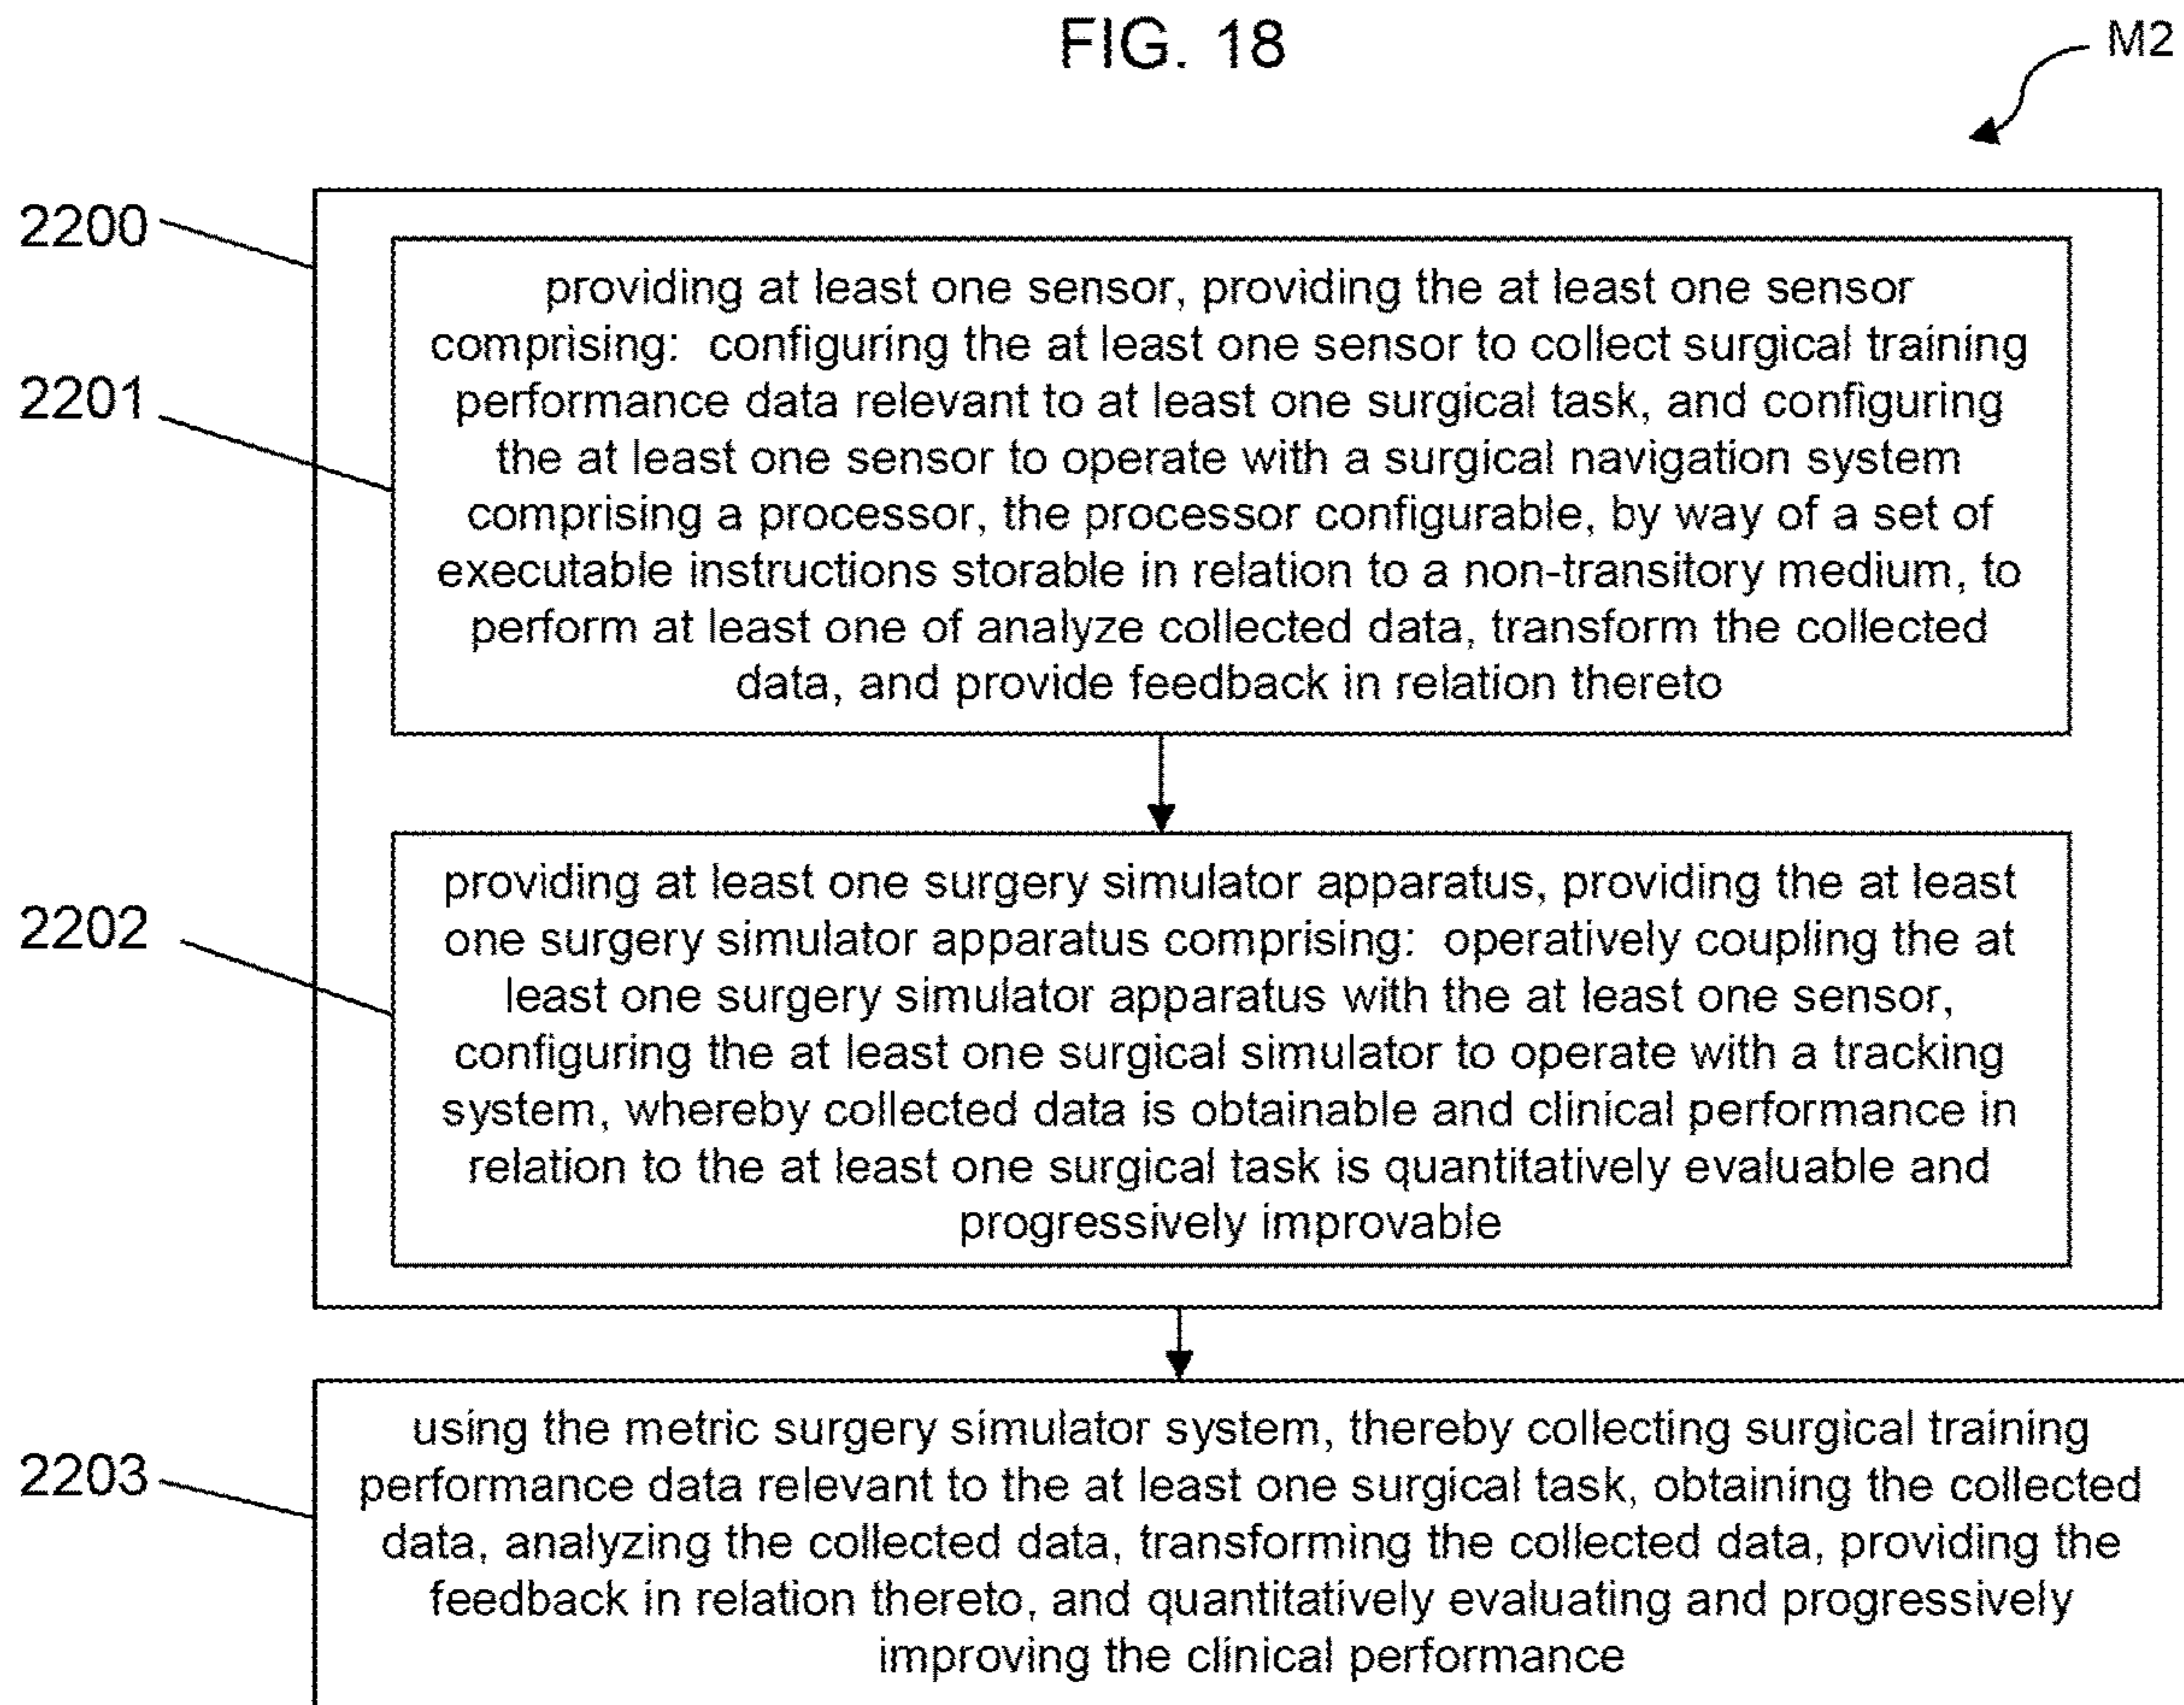 FIG. 18
M2
2200
providing at least one sensor, providing the at least one sensor
comprising: configuring the at least one sensor to collect surgical training
2201
performance data relevant to at least one surgical task, and configuring
the at least one sensor to operate with a surgical navigation system
comprising a processor, the processor configurable, by way of a set of
executable instructions storable in relation to a non-transitory medium, to
perform at least one of analyze collected data, transform the collected
data, and provide feedback in relation thereto
2202
providing at least one surgery simulator apparatus, providing the at least
one surgery simulator apparatus comprising: operatively coupling the at
least one surgery simulator apparatus with the at least one sensor,
configuring the at least one surgical simulator to operate with a tracking
system, whereby collected data is obtainable and clinical performance in
relation to the at least one surgical task is quantitatively evaluable and
progressively improvable
2203
using the metric surgery simulator system, thereby collecting surgical training
performance data relevant to the at least one surgical task, obtaining the collected
data, analyzing the collected data, transforming the collected data, providing the
feedback in relation thereto, and quantitatively evaluating and progressively
improving the clinical performance